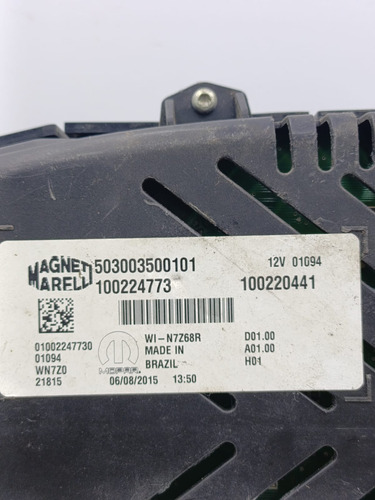 MAGNETI
MARELLI
503003500101
12V 01094
100224773
100220441
01002247730
01094
WN7Z0
21815
MOPAR
WI-N7Z68R
MADE IN
BRAZIL
D01.00
A01.00
H01
06/08/2015 13:50